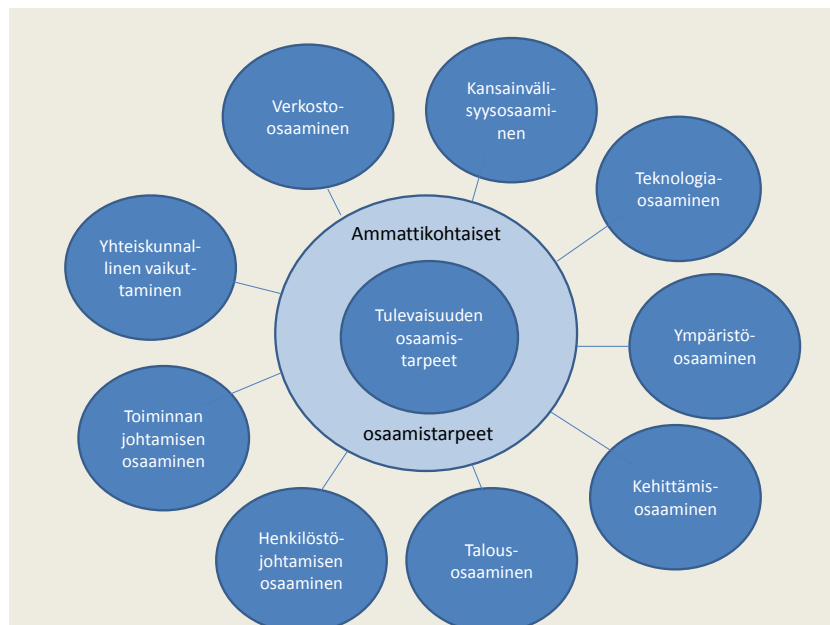 Verkosto-
osaaminen
Kansainväli-
syysosaami-
nen
Teknologia-
osaaminen
Yhteiskunnal-
linen vaikut-
taminen
Ammattikohtaiset
Tulevaisuuden
osaamis-
tarpeet
osaamistarpeet
Ympäristö-
osaaminen
Toiminnan
johtamisen
osaaminen
Kehittämis-
osaaminen
Henkilöstö-
johtamisen
osaaminen
Talous-
osaaminen